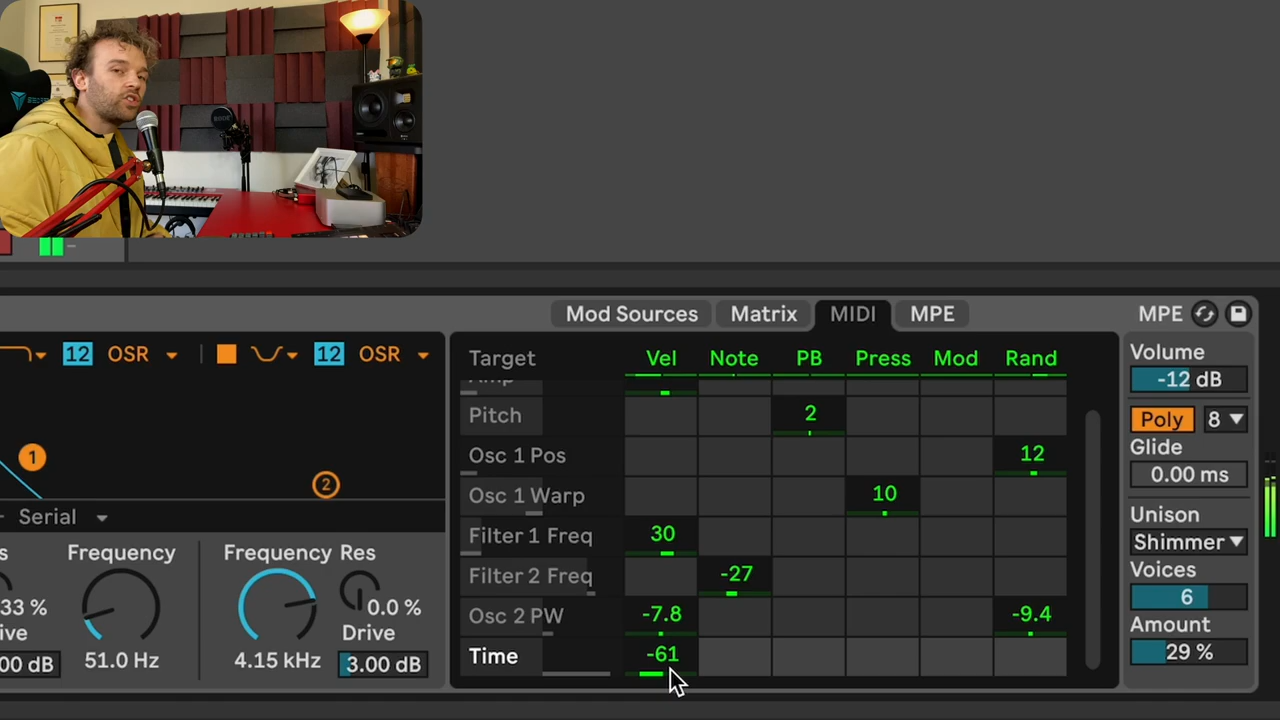 Mod Sources Matrix MIDI MPE MPE
12 OSR 12 OSR
Target Vel Note PB Press Mod Rand
Volume
-12 dB
Amp
Pitch 2
Poly 8
Glide
0.00 ms
Osc 1 Pos 12
1
2
Osc 1 Warp 10
Serial
Unison
Shimmer
Filter 1 Freq 30
s Frequency Frequency Res
Voices
6
Filter 2 Freq -27
33 % 0.0 %
Osc 2 PW -7.8 -9.4
ive Drive
Amount
29 %
Time -61
00 dB 51.0 Hz 4.15 kHz 3.00 dB